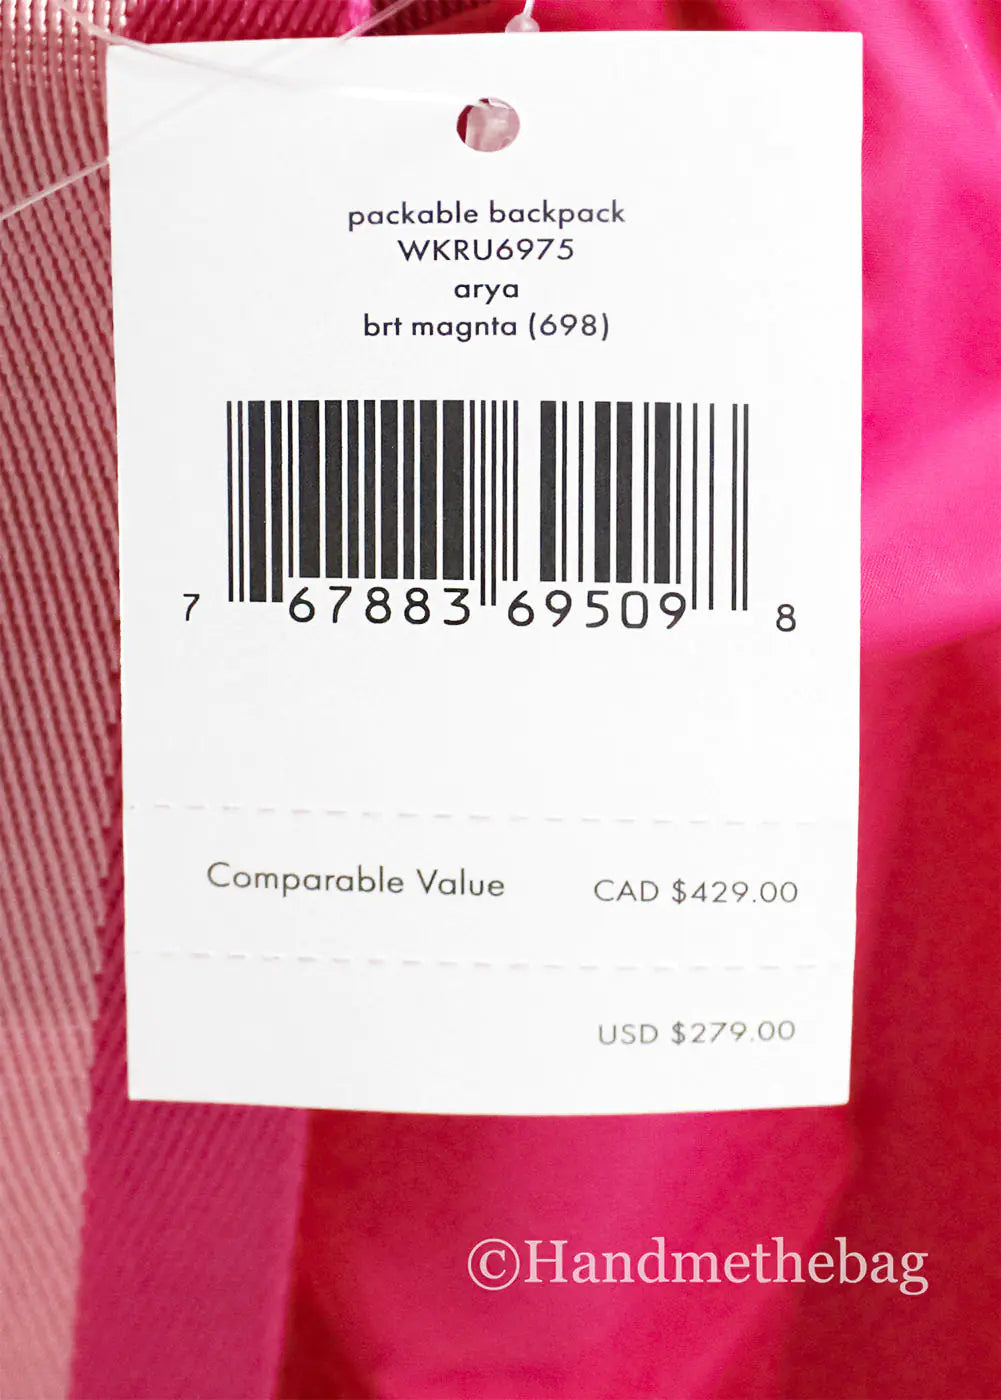 packable backpack
WKRU6975
arya
brt magnta (698)
7 67883 69509 8
Comparable Value CAD $429.00
USD $279.00
©Handmethebag